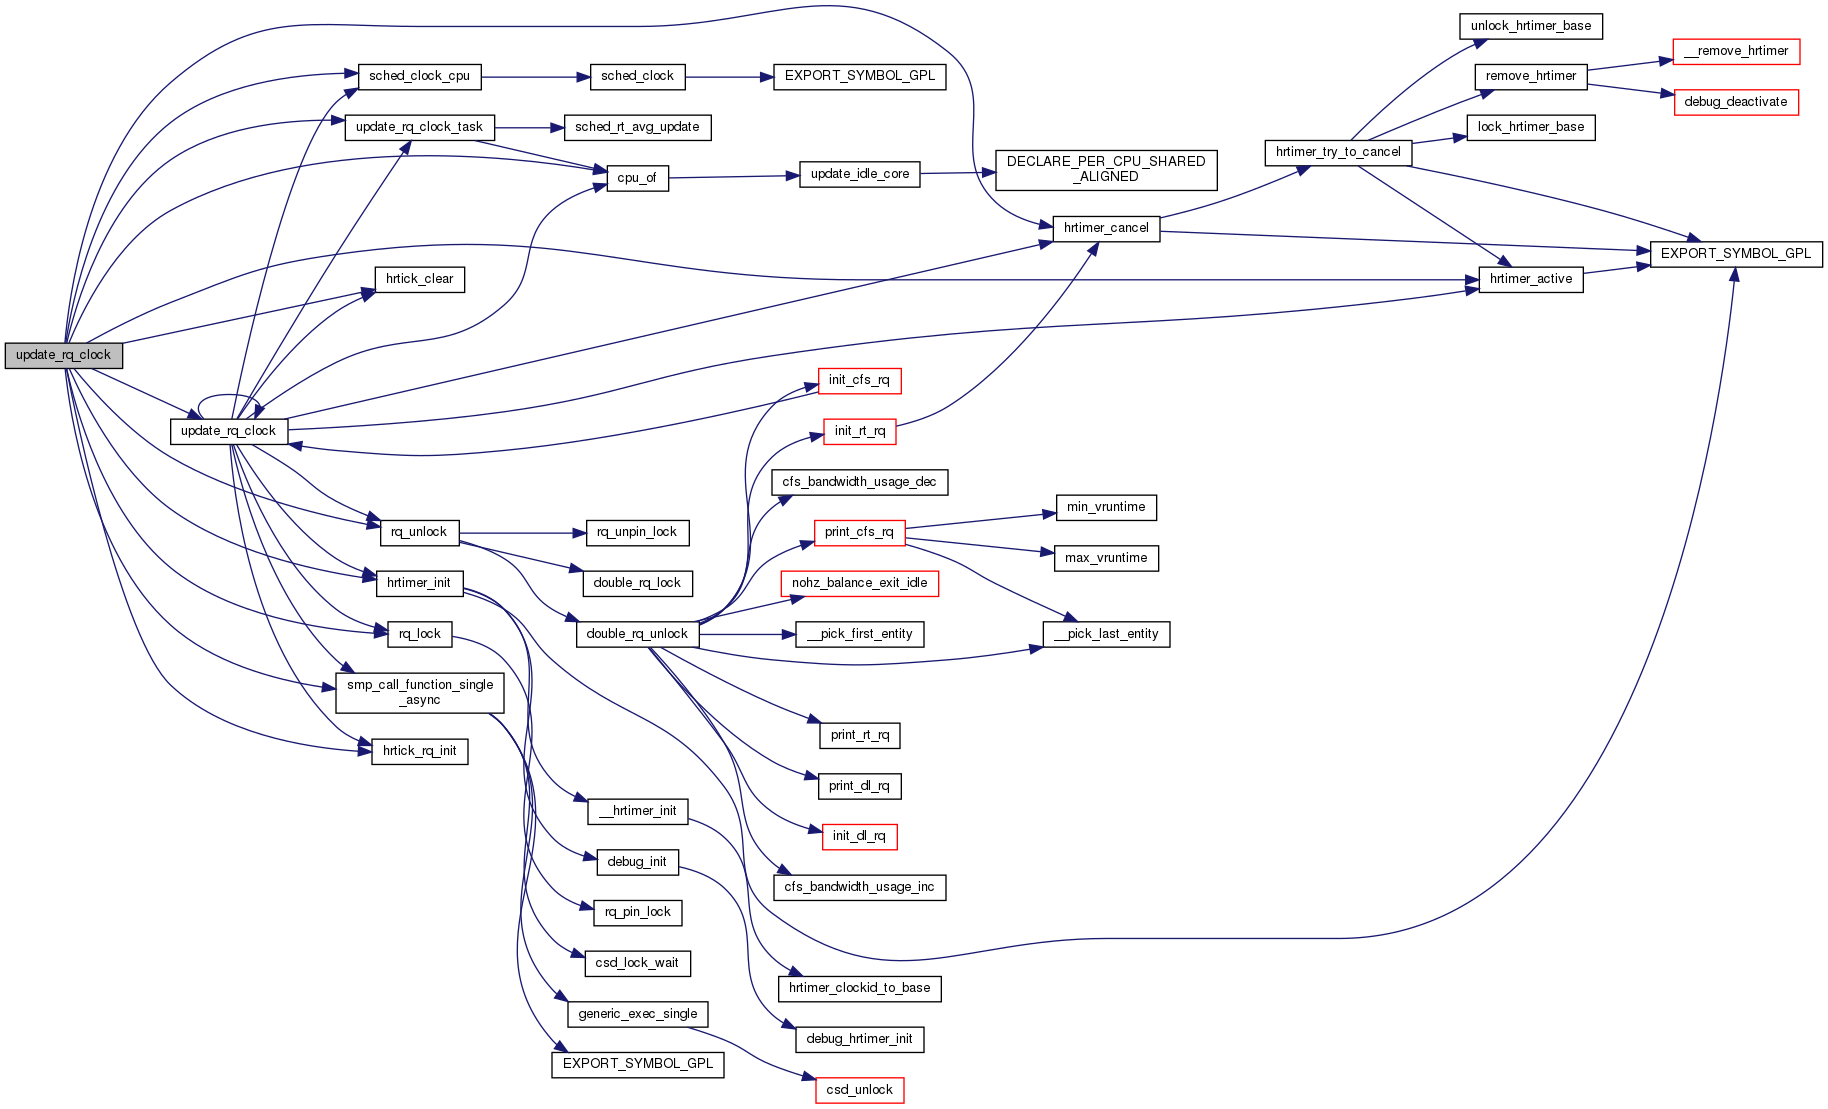 update_rq_clock
sched_clock_cpu
update_rq_clock_task
hrtick_clear
update_rq_clock
rq_unlock
hrtimer_init
rq_lock
smp_call_function_single
_async
hrtick_rq_init
sched_clock
sched_rt_avg_update
cpu_of
rq_unpin_lock
double_rq_lock
double_rq_unlock
__hrtimer_init
debug_init
rq_pin_lock
csd_lock_wait
generic_exec_single
EXPORT_SYMBOL_GPL
EXPORT_SYMBOL_GPL
update_idle_core
init_cfs_rq
init_rt_rq
cfs_bandwidth_usage_dec
print_cfs_rq
nohz_balance_exit_idle
__pick_first_entity
print_rt_rq
print_dl_rq
init_dl_rq
cfs_bandwidth_usage_inc
hrtimer_clockid_to_base
debug_hrtimer_init
csd_unlock
DECLARE_PER_CPU_SHARED
_ALIGNED
hrtimer_cancel
min_vruntime
max_vruntime
__pick_last_entity
hrtimer_try_to_cancel
unlock_hrtimer_base
remove_hrtimer
lock_hrtimer_base
hrtimer_active
__remove_hrtimer
debug_deactivate
EXPORT_SYMBOL_GPL